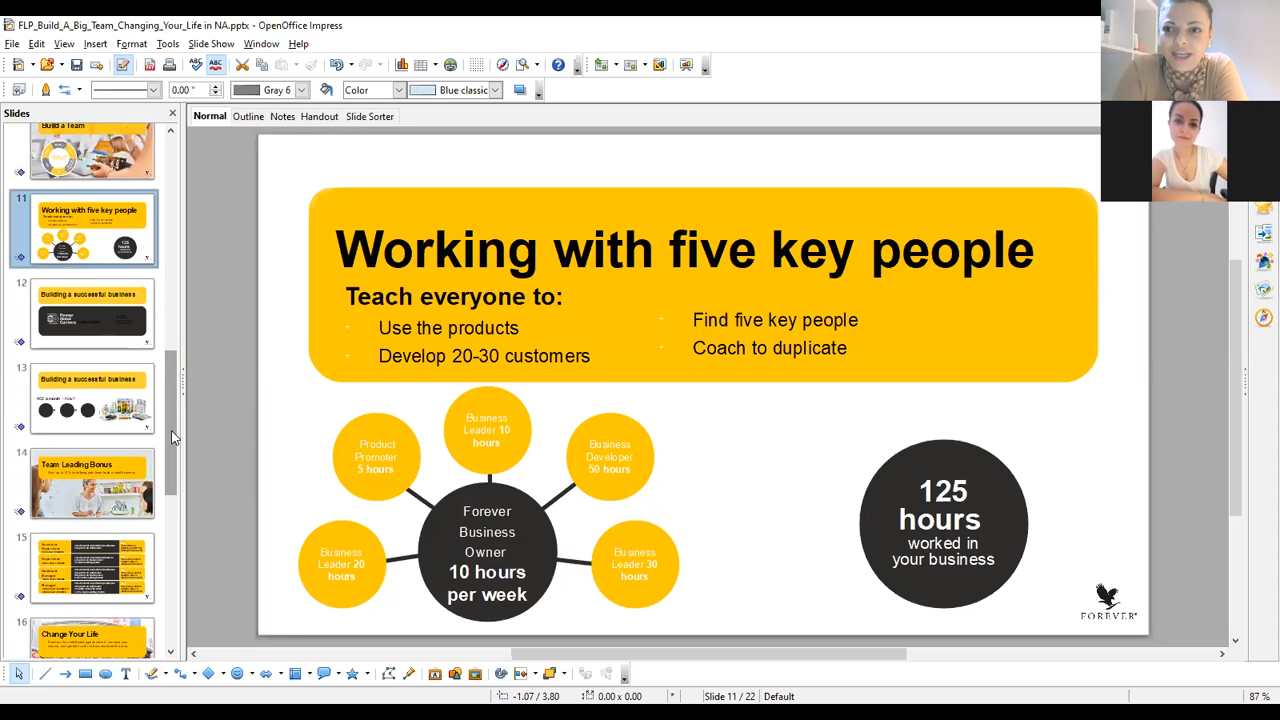 FLP_Build_A_Big_Team_Changing_Your_Life in NA.pptx - OpenOffice Impress
File Edit View Insert Format Tools Slide Show Window Help
0.00 "
Gray 6
Color
Blue classic
Slides
Normal Outline Notes Handout Slide Sorter
Build a Team
11
Working with five key people
12
Building a successful business
13
Building a successful business
14
Team Leading Bonus
15
16
Change Your Life
Working with five key people
Teach everyone to:
Use the products
Develop 20-30 customers
Find five key people
Coach to duplicate
Product
Promoter
5 hours
Business
Leader 10
hours
Business
Developer
50 hours
Business
Leader 20
hours
Forever
Business
Owner
10 hours
per week
Business
Leader 30
hours
125
hours
worked in
your business
FOREVER
-1.07 / 3.80
0.00 x 0.00
*
Slide 11 / 22
Default
87 %